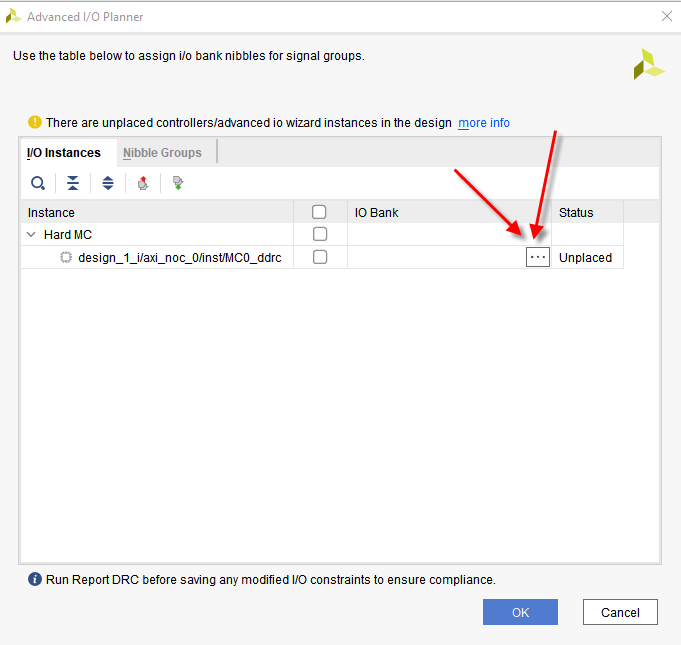 Advanced I/O Planner
Use the table below to assign i/o bank nibbles for signal groups.
There are unplaced controllers/advanced io wizard instances in the design more info
I/O Instances Nibble Groups
Instance IO Bank Status
Hard MC
design_1_i/axi_noc_0/inst/MC0_ddrc ... Unplaced
Run Report DRC before saving any modified I/O constraints to ensure compliance.
OK Cancel